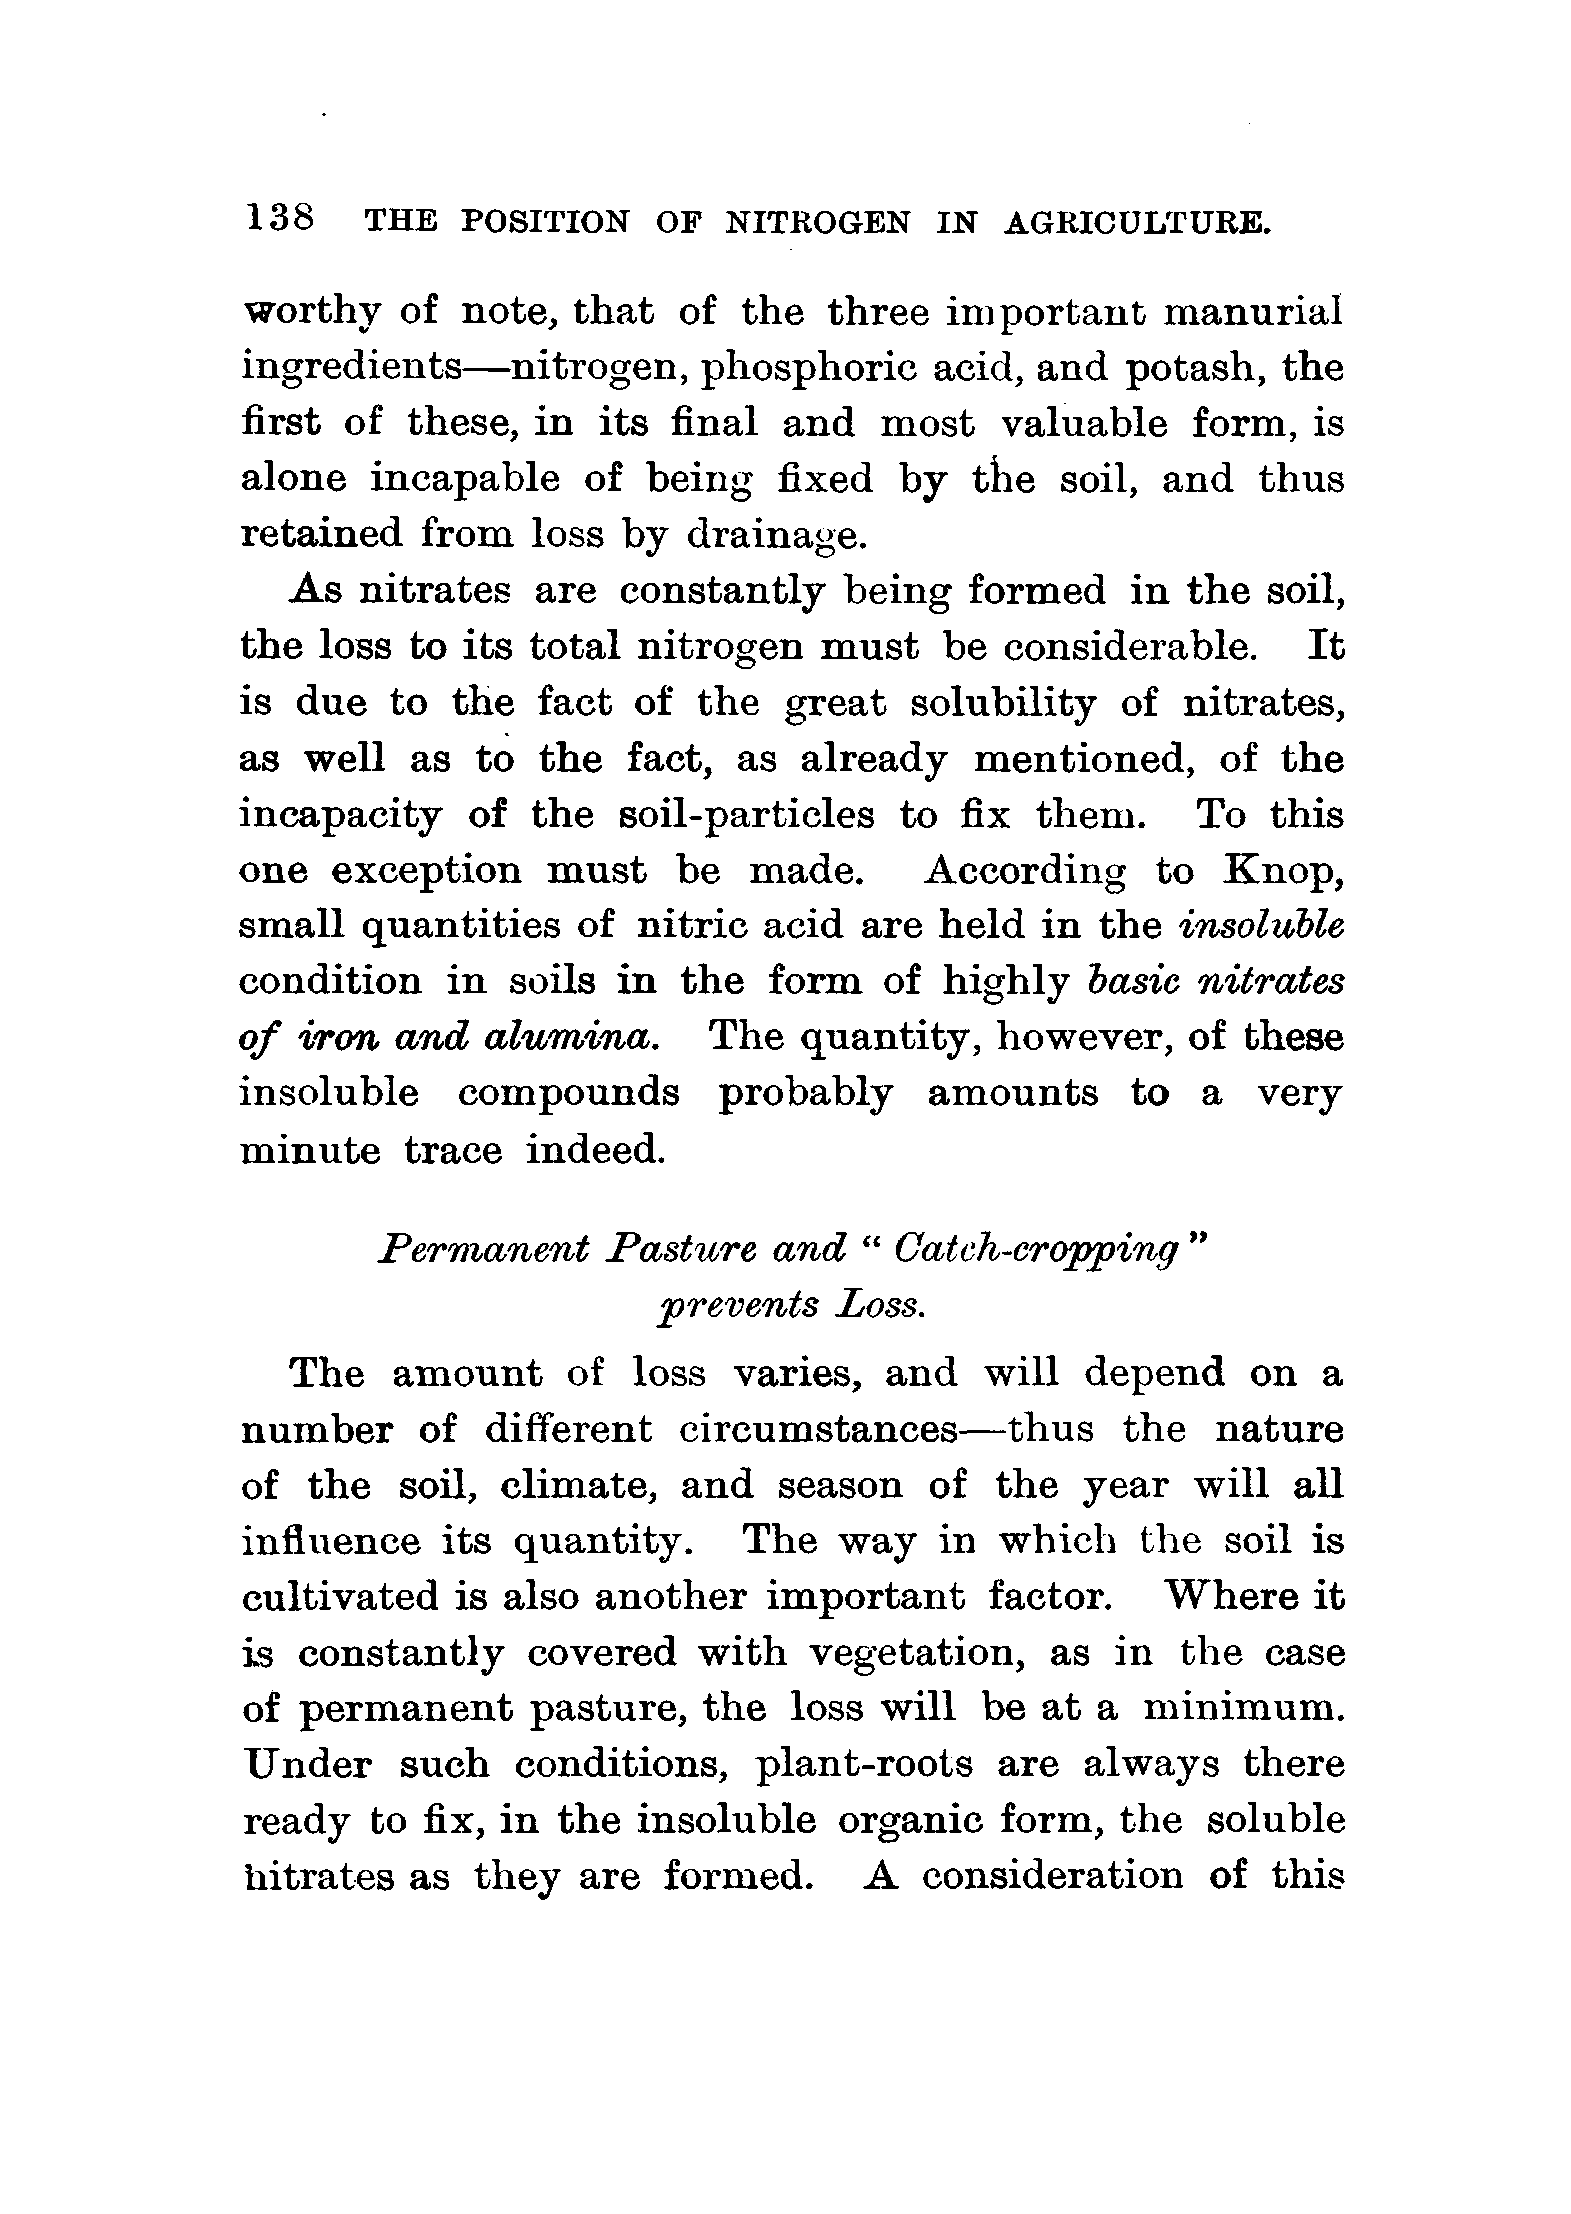 138 THE POSITION OF NITROGEN IN AGRICULTURE.
worthy of note, that of the three important manurial
ingredients—nitrogen, phosphoric acid, and potash, the
first of these, in its final and most valuable form, is
alone incapable of being fixed by the soil, and thus
retained from loss by drainage.
As nitrates are constantly being formed in the soil,
the loss to its total nitrogen must be considerable. It
is due to the fact of the great solubility of nitrates,
as well as to the fact, as already mentioned, of the
incapacity of the soil-particles to fix them. To this
one exception must be made. According to Knop,
small quantities of nitric acid are held in the insoluble
condition in soils in the form of highly basic nitrates
of iron and alumina. The quantity, however, of these
insoluble compounds probably amounts to a very
minute trace indeed.
Permanent Pasture and “ Catch-cropping ”
prevents Loss.
The amount of loss varies, and will depend on a
number of different circumstances—thus the nature
of the soil, climate, and season of the year will all
influence its quantity. The way in which the soil is
cultivated is also another important factor. Where it
is constantly covered with vegetation, as in the case
of permanent pasture, the loss will be at a minimum.
Under such conditions, plant-roots are always there
ready to fix, in the insoluble organic form, the soluble
nitrates as they are formed. A consideration of this